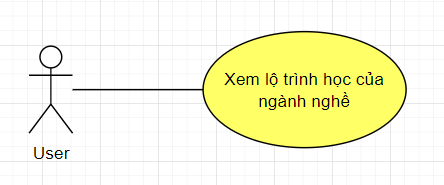 Xem lộ trình học của
ngành nghề
User